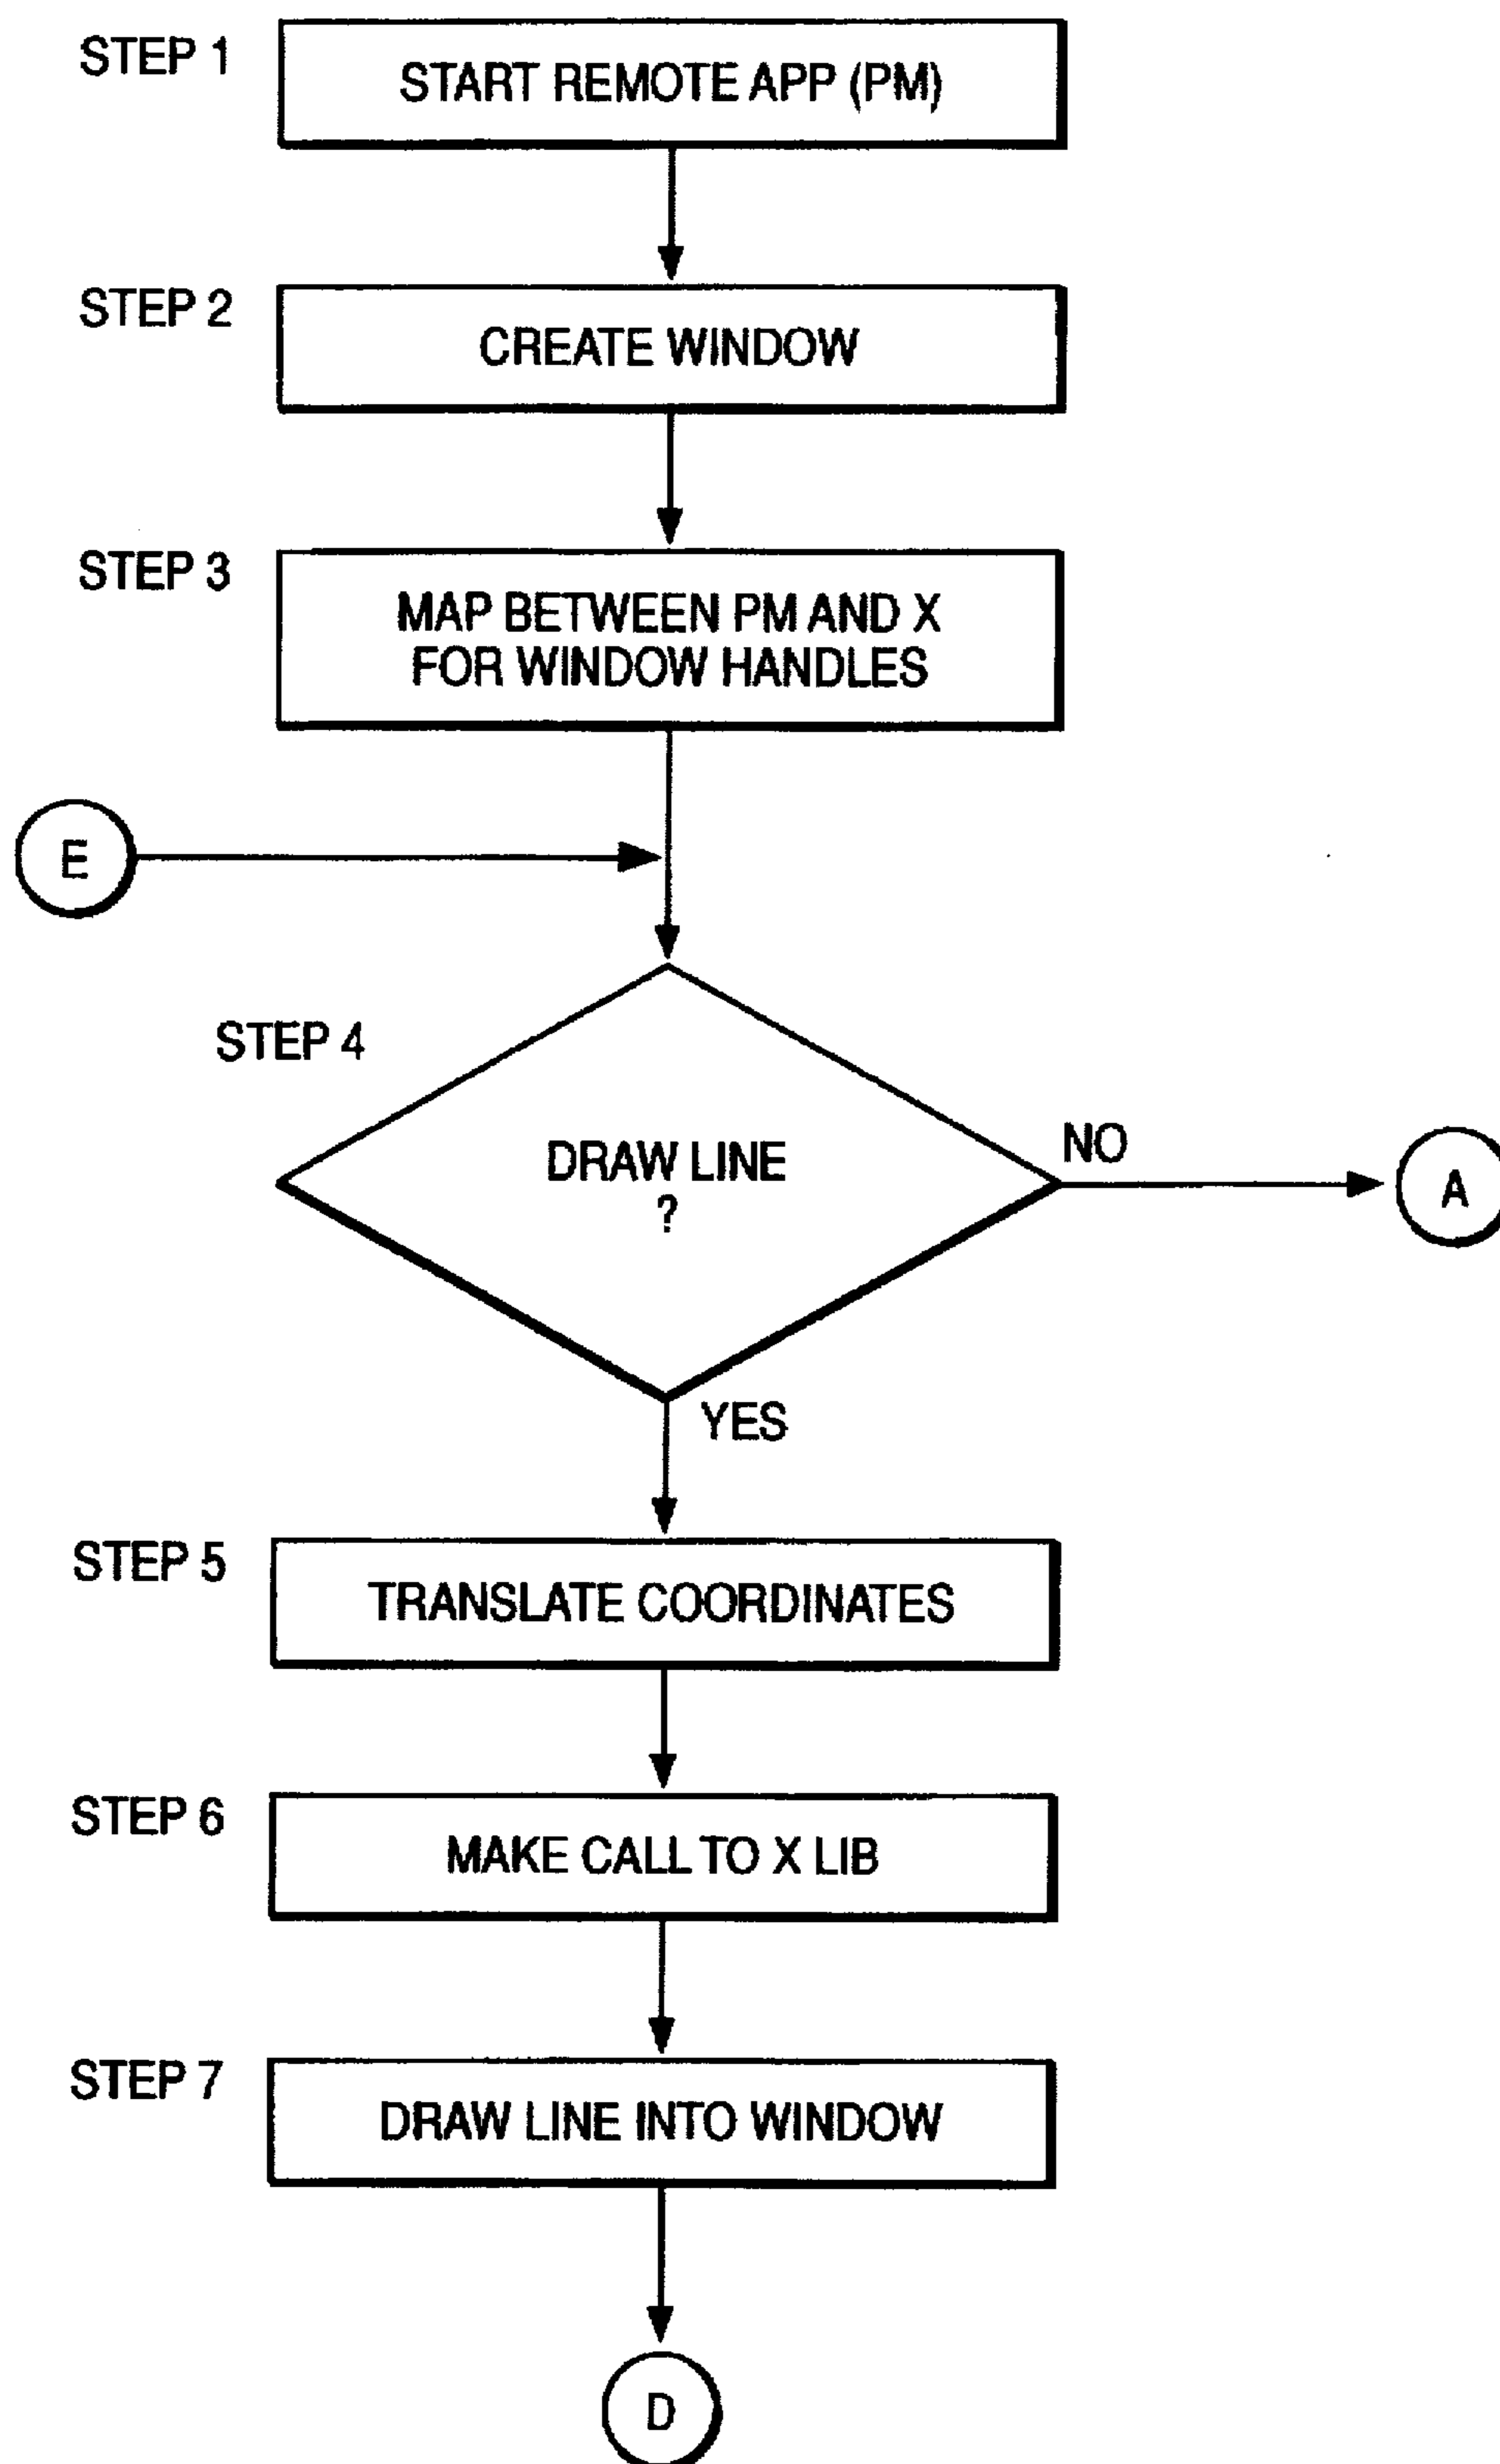 STEP 1
START REMOTE APP (PM)
STEP 2
CREATE WINDOW
STEP 3
MAP BETWEEN PM AND X
FOR WINDOW HANDLES
E
STEP 4
DRAW LINE
?
NO
A
YES
STEP 5
TRANSLATE COORDINATES
STEP 6
MAKE CALL TO X LIB
STEP 7
DRAW LINE INTO WINDOW
D